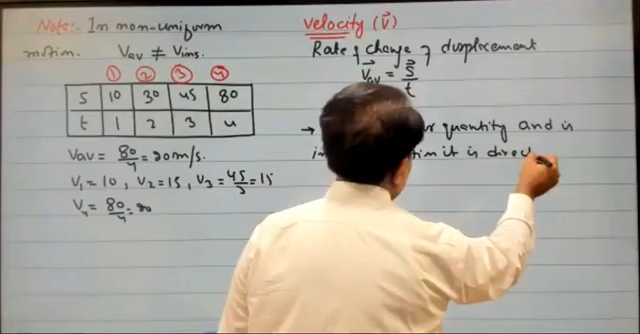 Note:- In non-uniform
motion. Vav ≠ Vins.
① ② ③ ④
S 10 30 45 80
t 1 2 3 4
Vav = 80/4 = 20 m/s.
V1 = 10, V2 = 15, V3 = 45/3 = 15
V4 = 80/4 = 20
Velocity (V⃗)
Rate of change of displacement
V⃗av = S⃗/t
→ quantity and is
it is direc